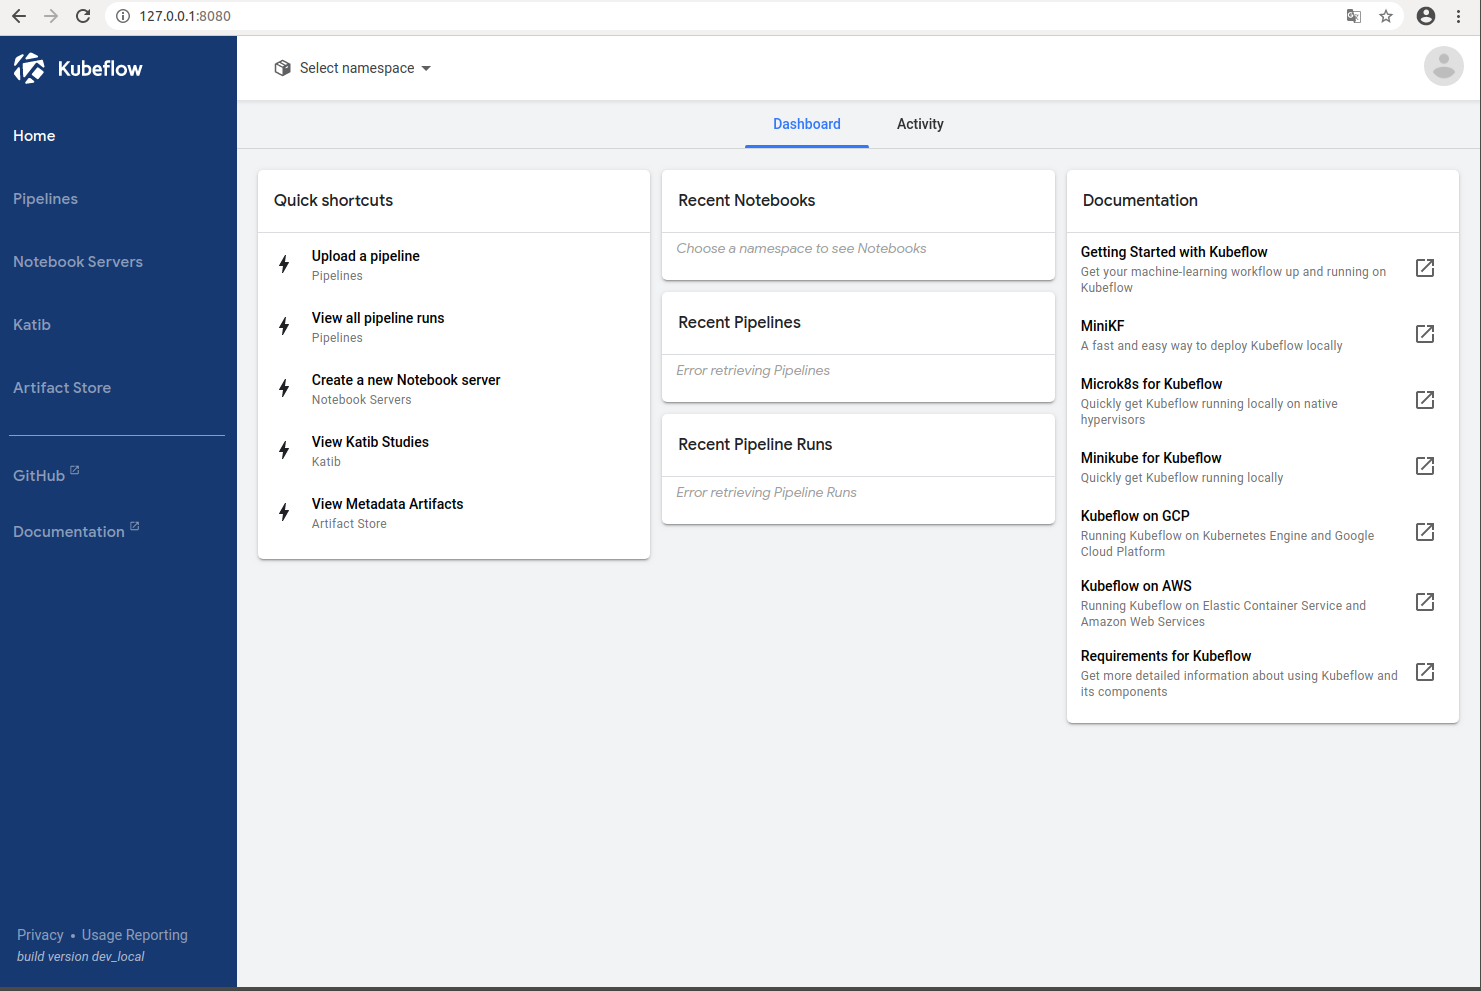 127.0.0.1:8080
Kubeflow
Select namespace
Home
Pipelines
Notebook Servers
Katib
Artifact Store
GitHub
Documentation
Privacy • Usage Reporting
build version dev_local
Dashboard
Activity
Quick shortcuts
Upload a pipeline
Pipelines
View all pipeline runs
Pipelines
Create a new Notebook server
Notebook Servers
View Katib Studies
Katib
View Metadata Artifacts
Artifact Store
Recent Notebooks
Choose a namespace to see Notebooks
Recent Pipelines
Error retrieving Pipelines
Recent Pipeline Runs
Error retrieving Pipeline Runs
Documentation
Getting Started with Kubeflow
Get your machine-learning workflow up and running on
Kubeflow
MiniKF
A fast and easy way to deploy Kubeflow locally
Microk8s for Kubeflow
Quickly get Kubeflow running locally on native
hypervisors
Minikube for Kubeflow
Quickly get Kubeflow running locally
Kubeflow on GCP
Running Kubeflow on Kubernetes Engine and Google
Cloud Platform
Kubeflow on AWS
Running Kubeflow on Elastic Container Service and
Amazon Web Services
Requirements for Kubeflow
Get more detailed information about using Kubeflow and
its components